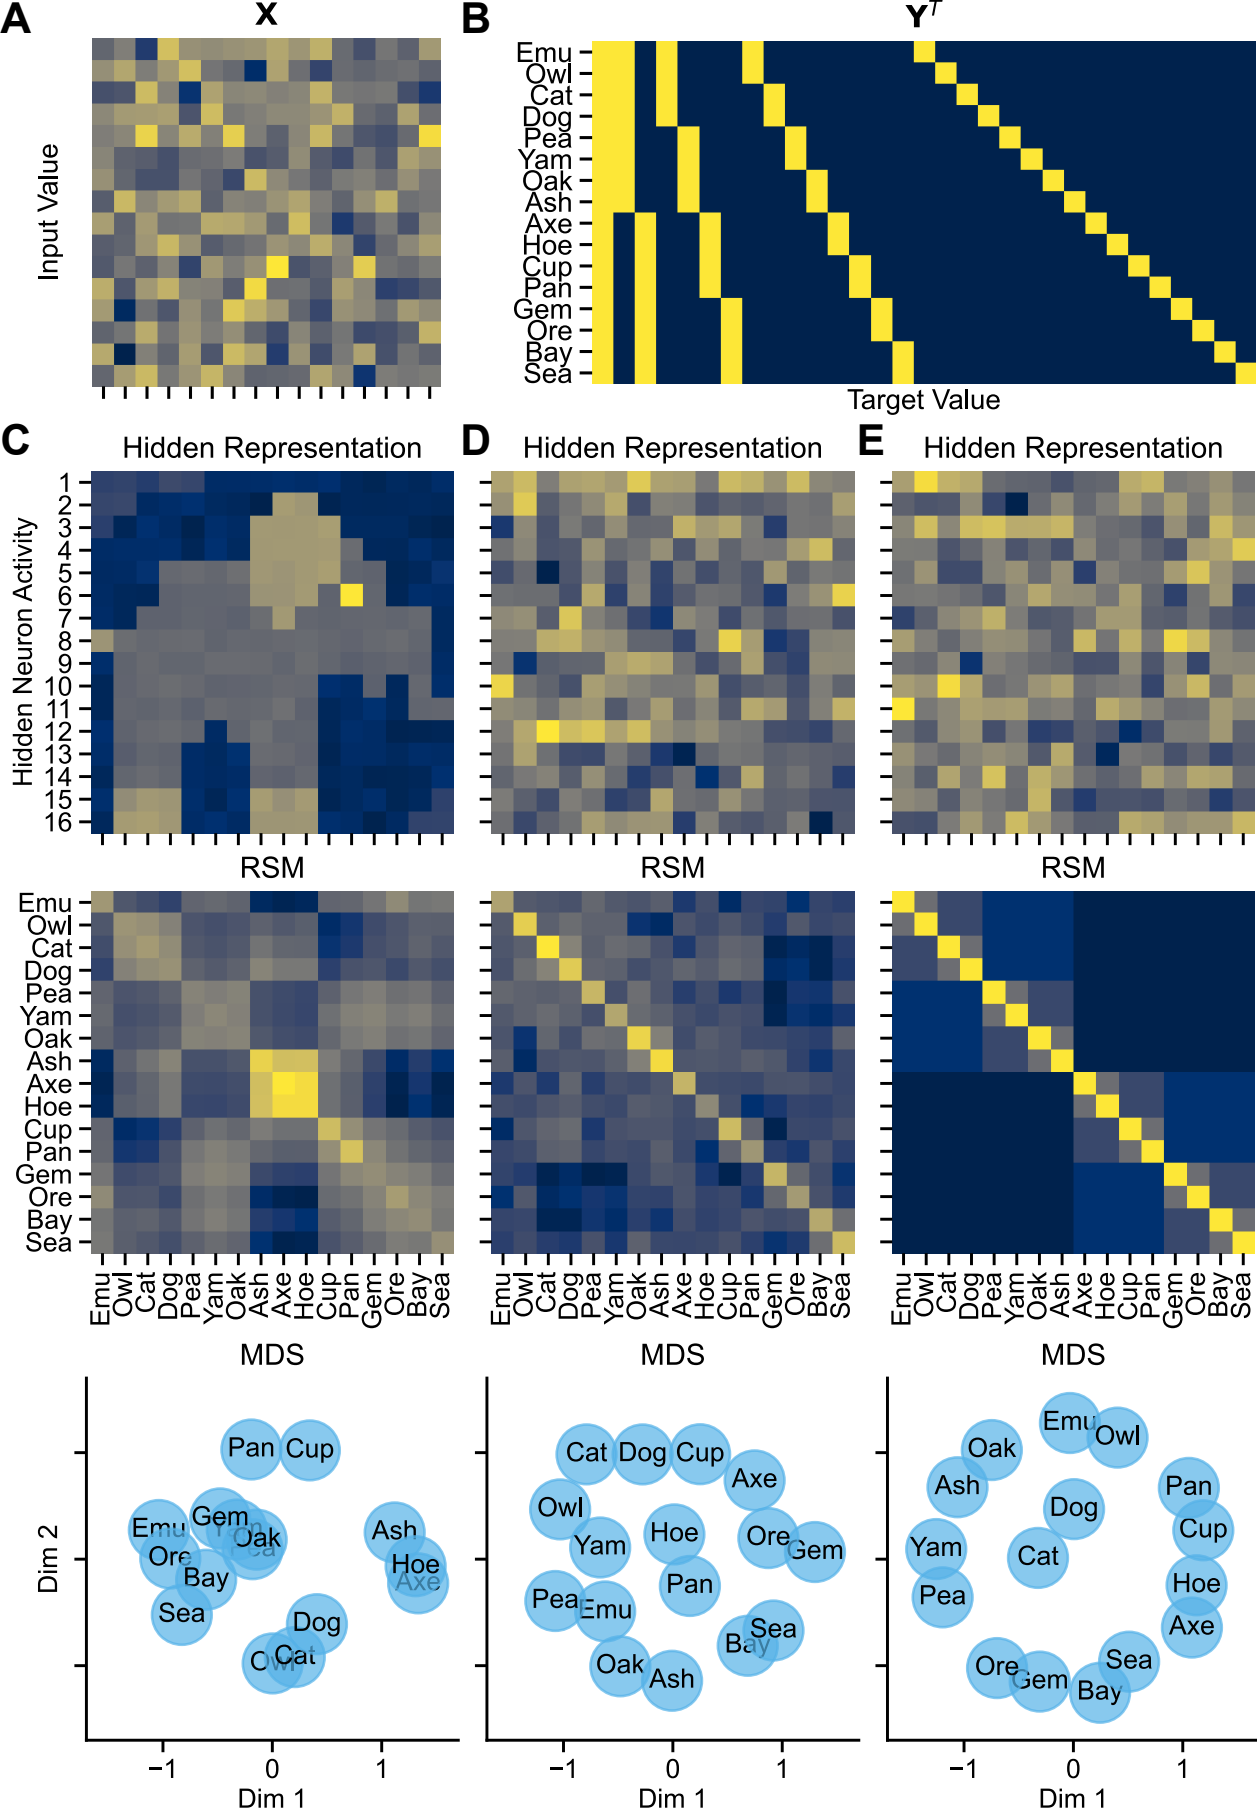 A
X
B
Yᵀ
Input Value
Emu
Owl
Cat
Dog
Pea
Yam
Oak
Ash
Axe
Hoe
Cup
Pan
Gem
Ore
Bay
Sea
Target Value
C
Hidden Representation
D
Hidden Representation
E
Hidden Representation
Hidden Neuron Activity
1
2
3
4
5
6
7
8
9
10
11
12
13
14
15
16
RSM
RSM
RSM
Emu
Owl
Cat
Dog
Pea
Yam
Oak
Ash
Axe
Hoe
Cup
Pan
Gem
Ore
Bay
Sea
Emu Owl Cat Dog Pea Yam Oak Ash Axe Hoe Cup Pan Gem Ore Bay Sea
Emu Owl Cat Dog Pea Yam Oak Ash Axe Hoe Cup Pan Gem Ore Bay Sea
Emu Owl Cat Dog Pea Yam Oak Ash Axe Hoe Cup Pan Gem Ore Bay Sea
MDS
MDS
MDS
Dim 2
Pan Cup
Gem
Emu Yam
Oak
Pea
Ash
Ore
Hoe
Bay
Axe
Sea
Dog
Owl Cat
−1 0 1
Dim 1
Cat Dog Cup
Axe
Owl
Hoe
Ore
Yam
Gem
Pan
Pea
Emu
Sea
Bay
Oak
Ash
−1 0 1
Dim 1
Emu
Owl
Oak
Ash
Pan
Dog
Cup
Yam
Cat
Hoe
Pea
Axe
Sea
Ore
Gem
Bay
−1 0 1
Dim 1